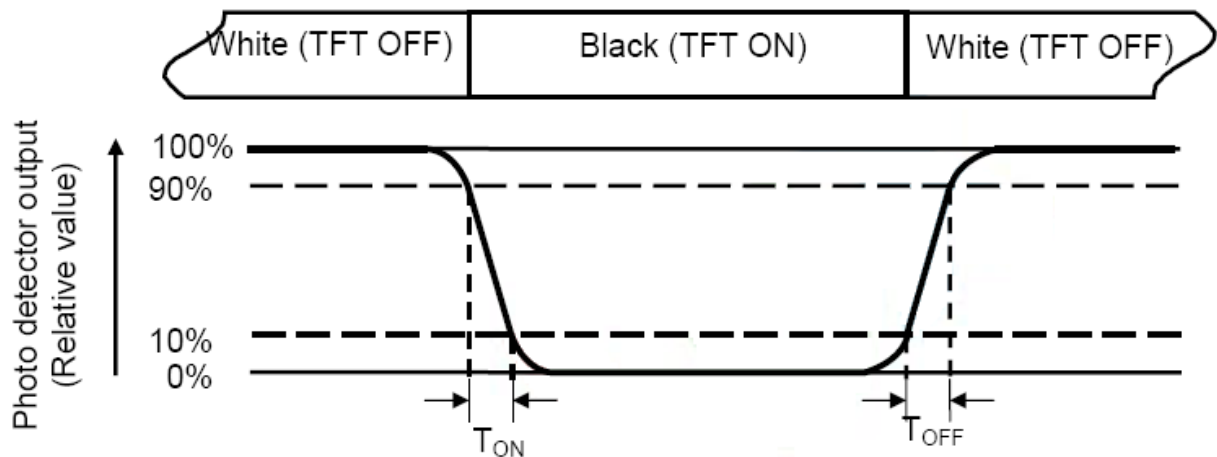 White (TFT OFF)
Black (TFT ON)
White (TFT OFF)
Photo detector output
(Relative value)
100%
90%
10%
0%
TON
TOFF